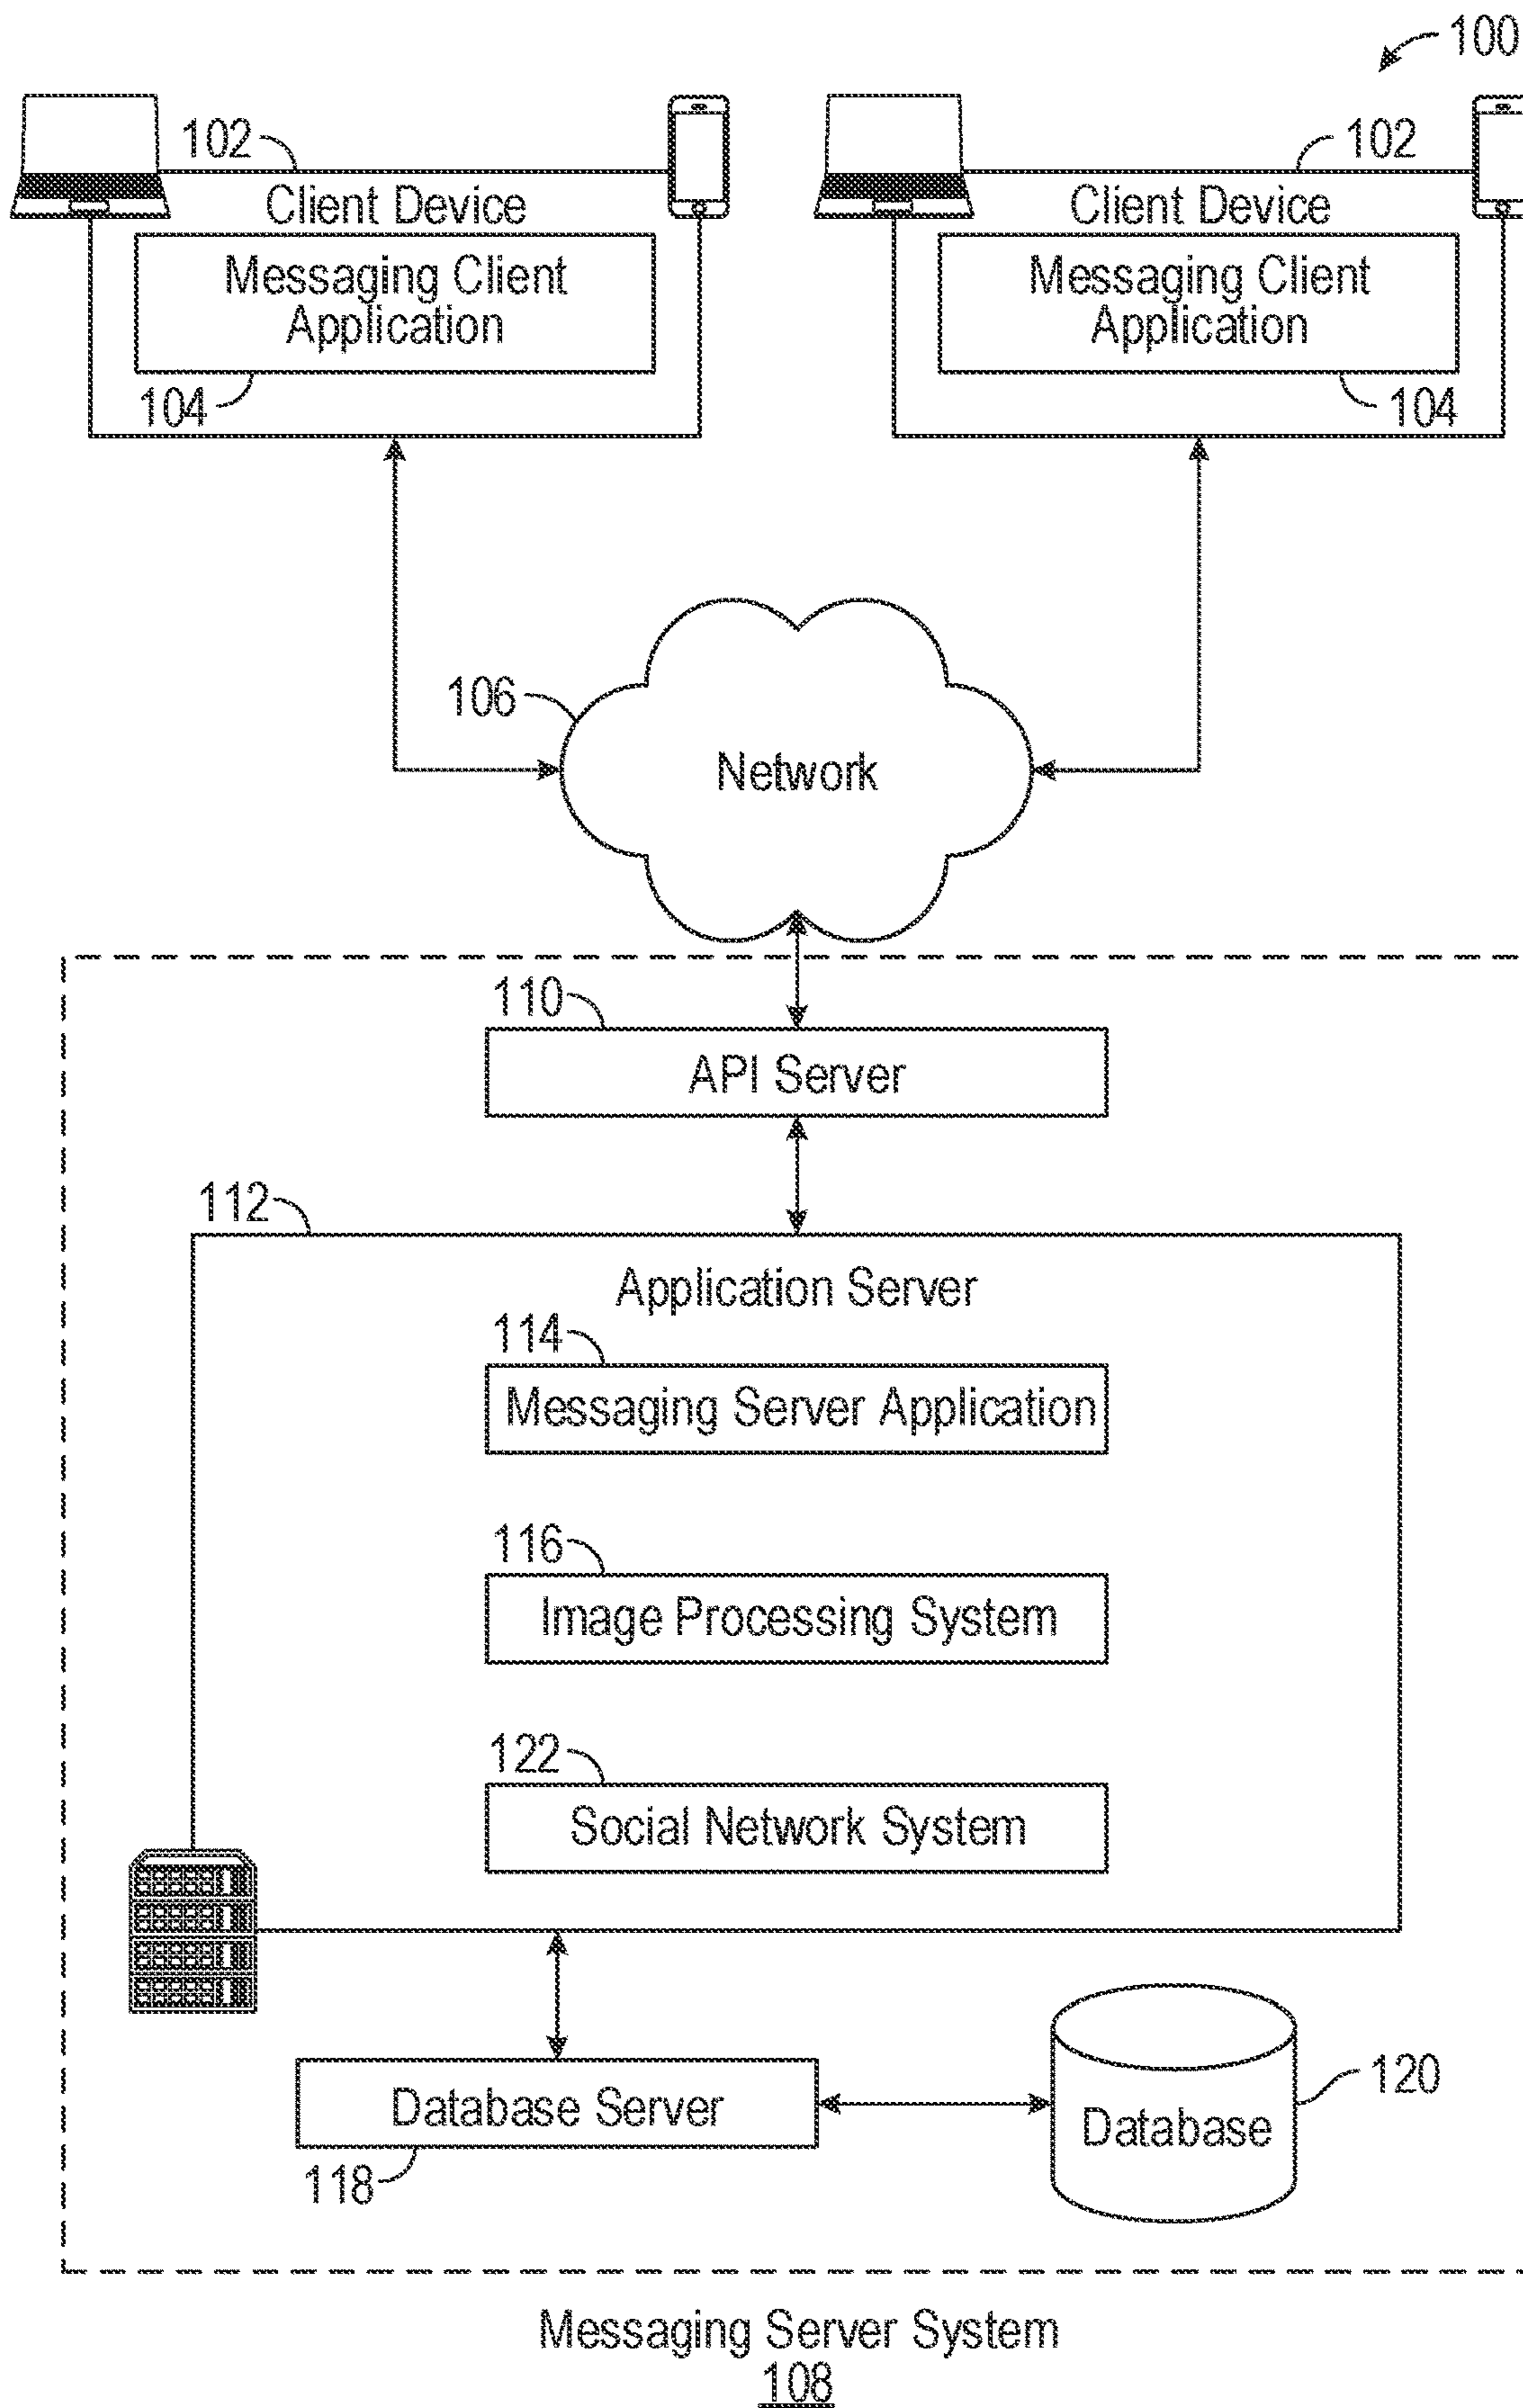 100
102
102
Client Device
Client Device
Messaging Client
Application
Messaging Client
Application
104
104
106
Network
110
API Server
112
Application Server
114
Messaging Server Application
116
Image Processing System
122
Social Network System
Database Server
118
Database
120
Messaging Server System
108